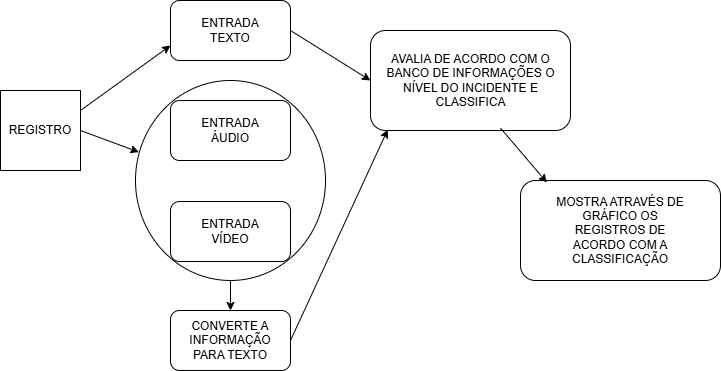 REGISTRO
ENTRADA
TEXTO
ENTRADA
ÁUDIO
ENTRADA
VÍDEO
CONVERTE A
INFORMAÇÃO
PARA TEXTO
AVALIA DE ACORDO COM O
BANCO DE INFORMAÇÕES O
NÍVEL DO INCIDENTE E
CLASSIFICA
MOSTRA ATRAVÉS DE
GRÁFICO OS
REGISTROS DE
ACORDO COM A
CLASSIFICAÇÃO